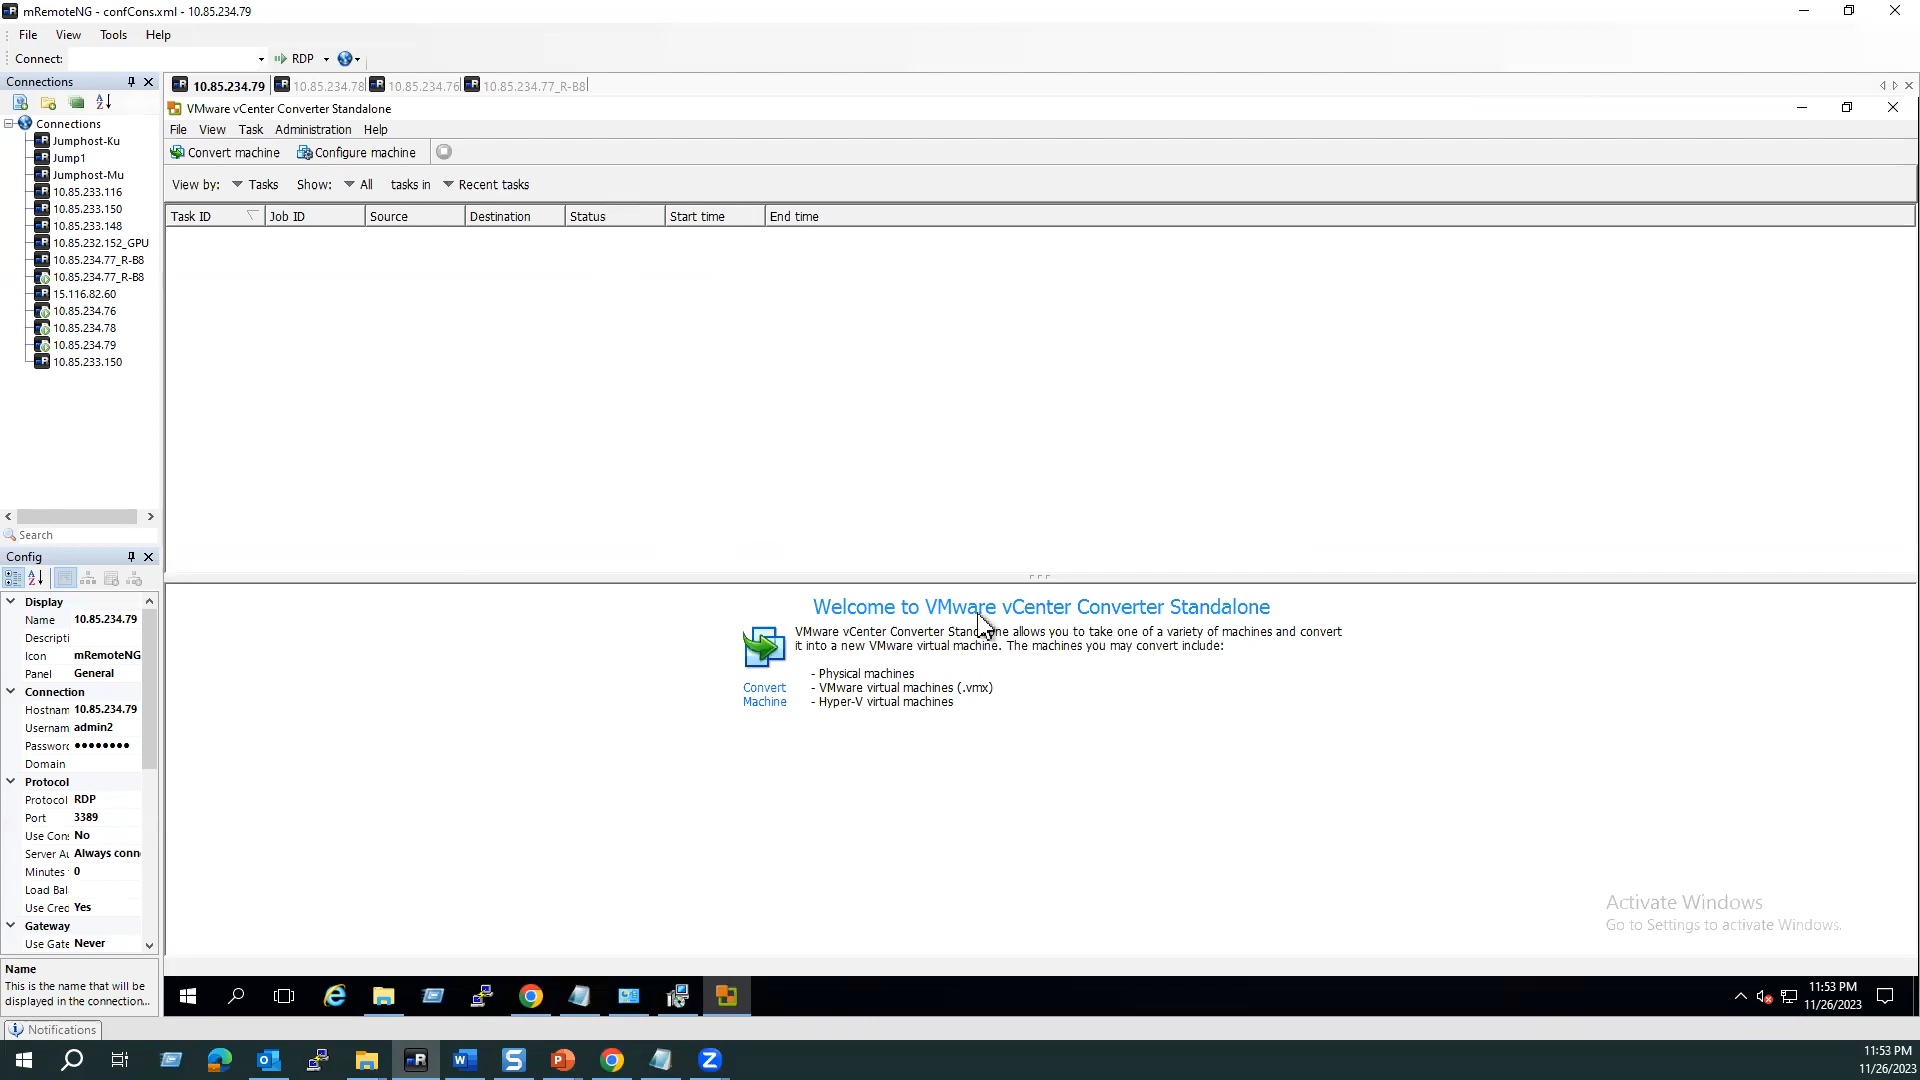 mRemoteNG - confCons.xml - 10.85.234.79
File View Tools Help
Connect: RDP
Connections
10.85.234.79 10.85.234.78 10.85.234.76 10.85.234.77_R-B8
VMware vCenter Converter Standalone
File View Task Administration Help
Convert machine Configure machine
View by: Tasks Show: All tasks in Recent tasks
Task ID Job ID Source Destination Status Start time End time
Connections
Jumphost-Ku
Jump1
Jumphost-Mu
10.85.233.116
10.85.233.150
10.85.233.148
10.85.232.152_GPU
10.85.234.77_R-B8
10.85.234.77_R-B8
15.116.82.60
10.85.234.76
10.85.234.78
10.85.234.79
10.85.233.150
Search
Config
Display
Name 10.85.234.79
Descripti
Icon mRemoteNG
Panel General
Connection
Hostnam 10.85.234.79
Usernam admin2
Passworc ●●●●●●●●
Domain
Protocol
Protocol RDP
Port 3389
Use Con: No
Server Au Always conn
Minutes 0
Load Bal
Use Cred Yes
Gateway
Use Gate Never
Name
This is the name that will be
displayed in the connection...
Notifications
Welcome to VMware vCenter Converter Standalone
VMware vCenter Converter Standalone allows you to take one of a variety of machines and convert
it into a new VMware virtual machine. The machines you may convert include:
- Physical machines
- VMware virtual machines (.vmx)
- Hyper-V virtual machines
Convert
Machine
Activate Windows
Go to Settings to activate Windows.
11:53 PM
11/26/2023
11:53 PM
11/26/2023